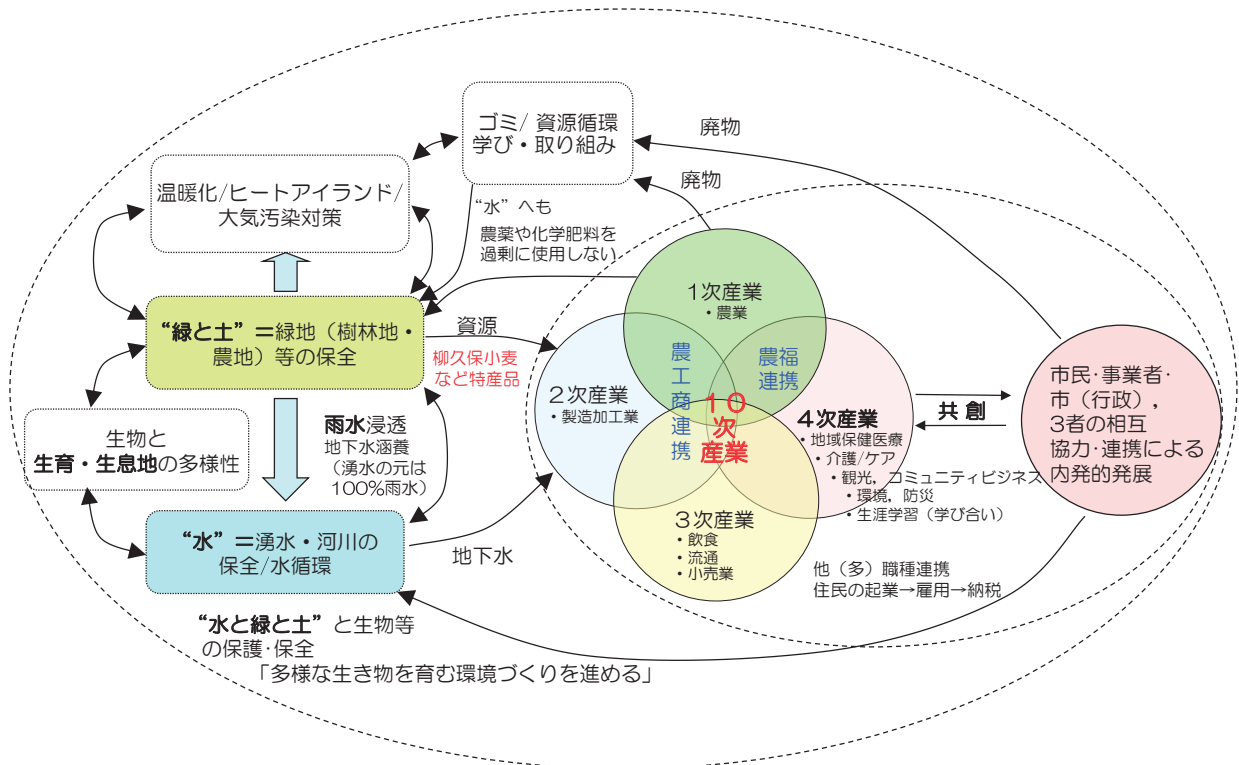 ゴミ/ 資源循環
学び・取り組み
廃物
廃物
温暖化/ヒートアイランド/
大気汚染対策
“水”へも
農薬や化学肥料を
過剰に使用しない
“緑と土”＝緑地（樹林地・
農地）等の保全
資源
柳久保小麦
など特産品
生物と
生育・生息地の多様性
雨水浸透
地下水涵養
（湧水の元は
100%雨水）
“水”＝湧水・河川の
保全/水循環
地下水
“水と緑と土”と生物等
の保護･保全
「多様な生き物を育む環境づくりを進める」
1次産業
・農業
農工商連携
農福
連携
2次産業
・製造加工業
10
次
産業
4次産業
・地域保健医療
・介護/ケア
・観光，コミュニティビジネス
・環境，防災
・生涯学習（学び合い）
3次産業
・飲食
・流通
・小売業
共 創
市民･事業者･
市（行政），
3者の相互
協力･連携による
内発的発展
他（多）職種連携
住民の起業→雇用→納税